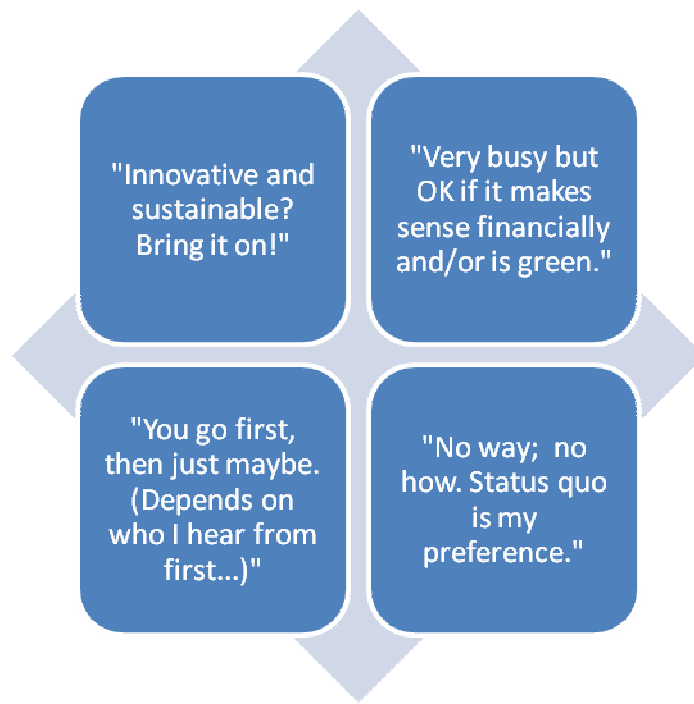 "Innovative and
sustainable?
Bring it on!"
"Very busy but
OK if it makes
sense financially
and/or is green."
"You go first,
then just maybe.
(Depends on
who I hear from
first...)"
"No way;  no
how. Status quo
is my
preference."